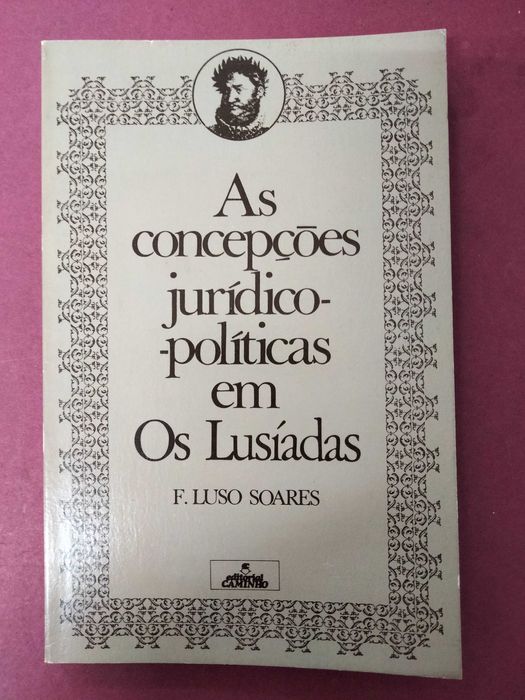 As
concepções
jurídico-
-políticas
em
Os Lusíadas
F. LUSO SOARES
editorial
CAMINHO